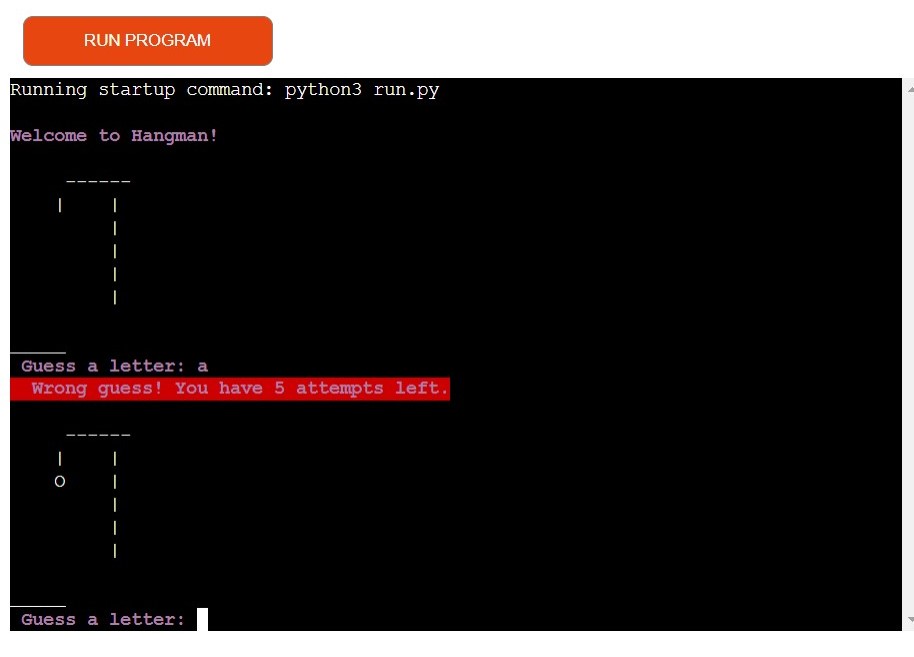 RUN PROGRAM
Running startup command: python3 run.py
Welcome to Hangman!
------
|    |
|
|
|
|
_____
Guess a letter: a
Wrong guess! You have 5 attempts left.
------
|    |
O    |
|
|
|
_____
Guess a letter: